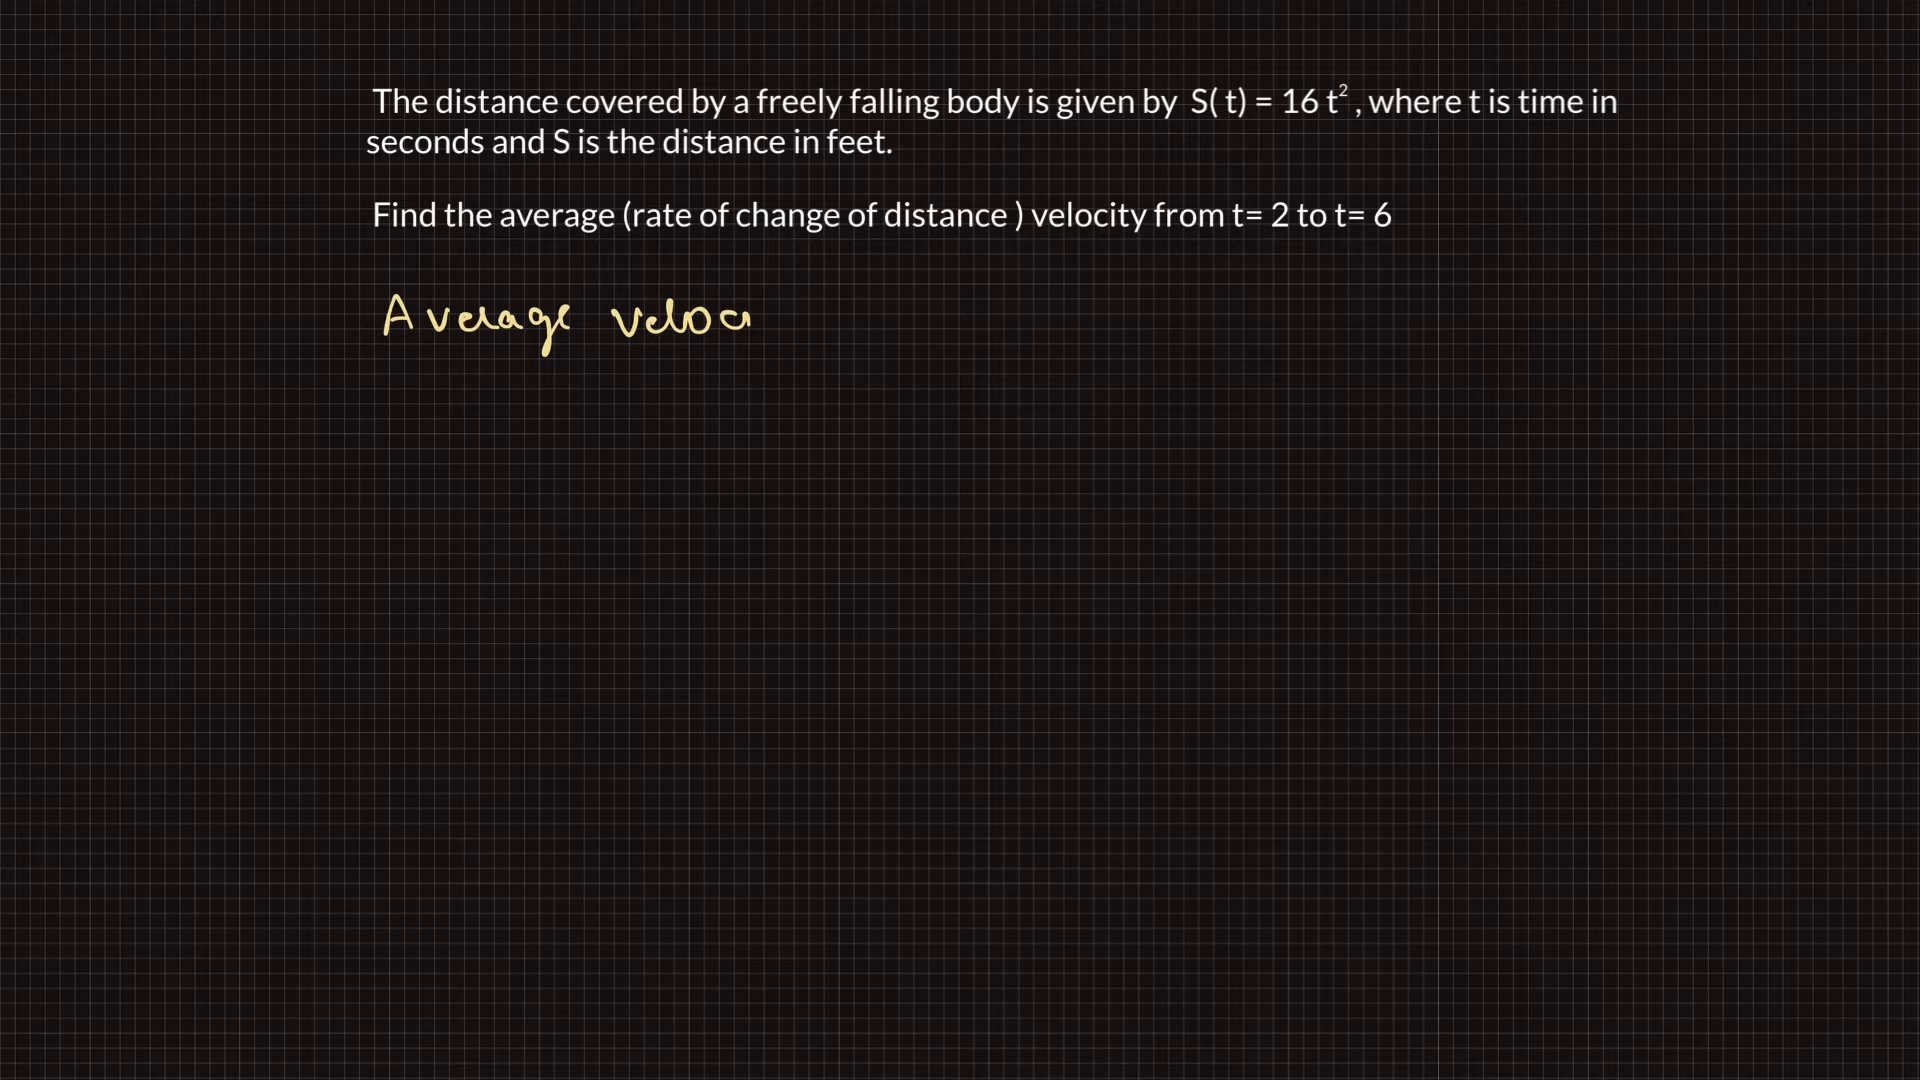 The distance covered by a freely falling body is given by S( t) = 16 t², where t is time in
seconds and S is the distance in feet.
Find the average (rate of change of distance ) velocity from t= 2 to t= 6
Average veloci